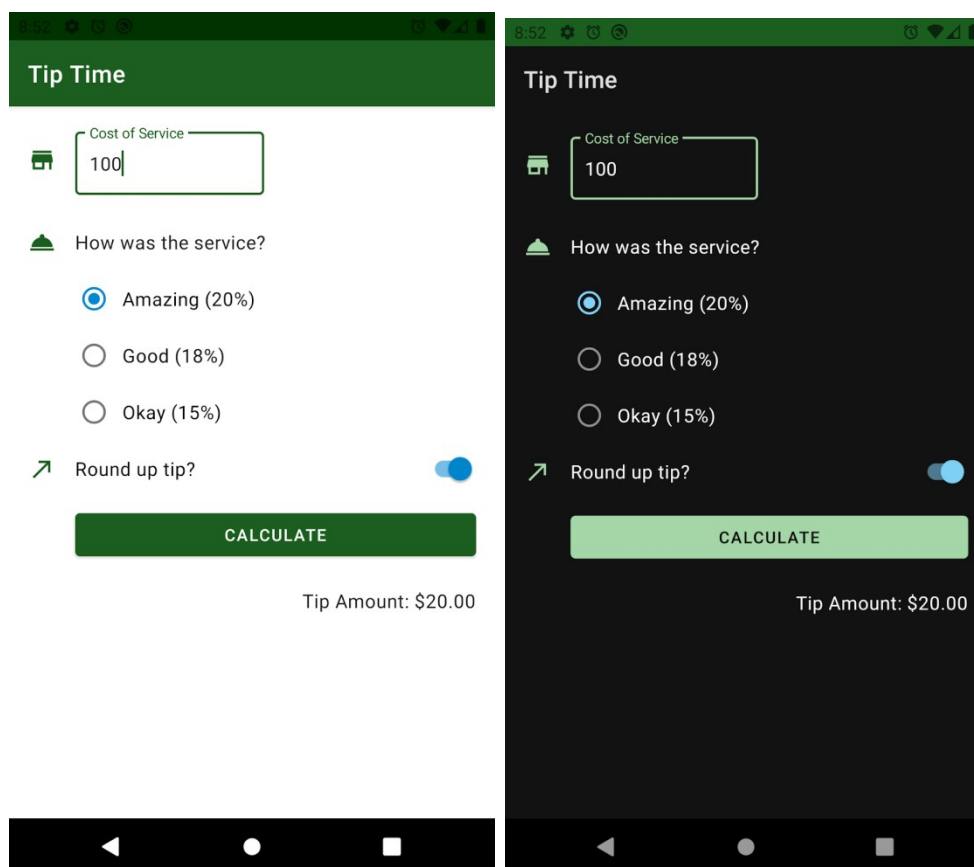 8:52
Tip Time
Cost of Service
100
How was the service?
Amazing (20%)
Good (18%)
Okay (15%)
Round up tip?
CALCULATE
Tip Amount: $20.00
8:52
Tip Time
Cost of Service
100
How was the service?
Amazing (20%)
Good (18%)
Okay (15%)
Round up tip?
CALCULATE
Tip Amount: $20.00